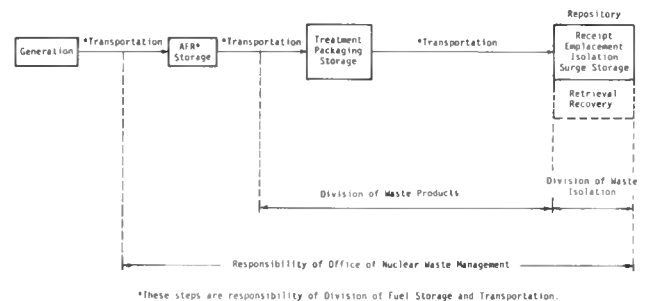 Repository
Generation
*Transportation
AFR*
Storage
*Transportation
Treatment
Packaging
Storage
*Transportation
Receipt
Emplacement
Isolation
Surge Storage
Retrieval
Recovery
Division of Waste Products
Division of Waste
Isolation
Responsibility of Office of Nuclear Waste Management
*These steps are responsibility of Division of Fuel Storage and Transportation.